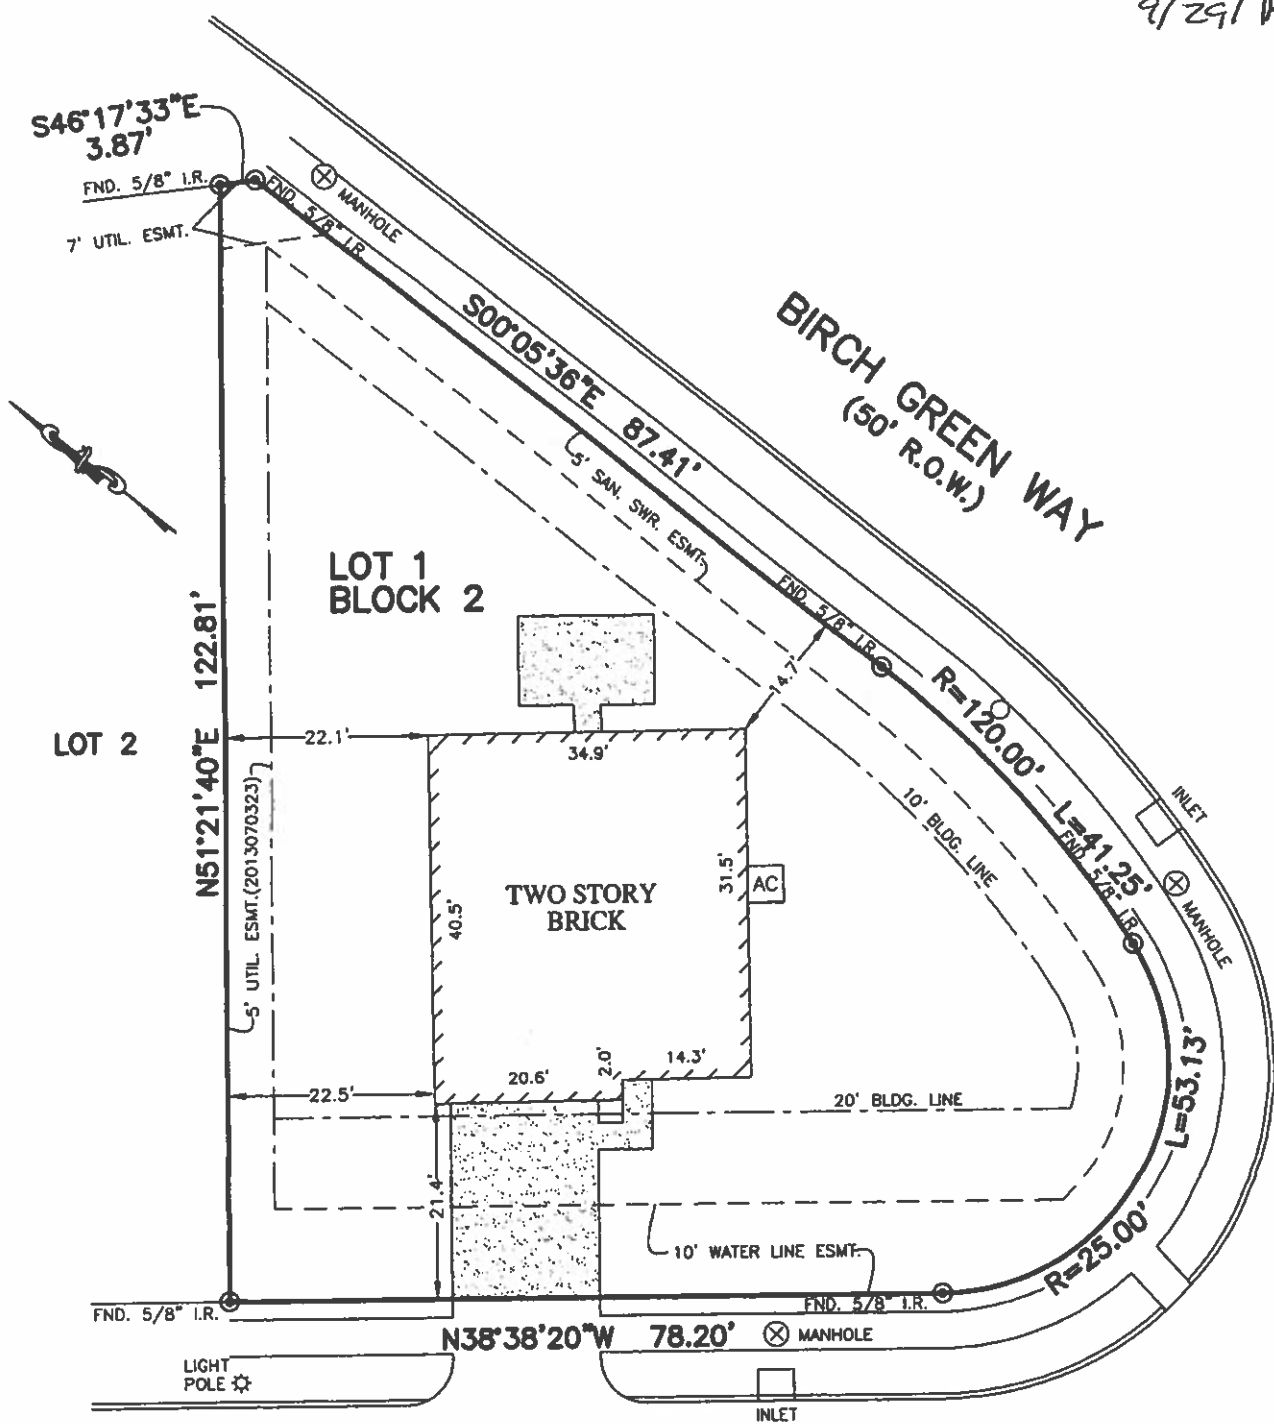 9/29/
S46°17'33"E
3.87'
FND. 5/8" I.R.
FND. 5/8" I.R.
MANHOLE
7' UTIL. ESMT.
S00°05'36"E 87.41'
BIRCH GREEN WAY
(50' R.O.W.)
5' SAN. SWR. ESMT.
LOT 1
BLOCK 2
FND. 5/8" I.R.
14.7'
R=120.00' L=41.25'
N51°21'40"E 122.81'
LOT 2
22.1'
34.9'
INLET
10' BLDG. LINE
FND. 5/8" I.R.
5' UTIL. ESMT.(2013070323)
40.5'
TWO STORY
BRICK
31.5'
AC
MANHOLE
2.0'
14.3'
20.6'
22.5'
20' BLDG. LINE
L=53.13'
R=25.00'
21.4'
10' WATER LINE ESMT.
FND. 5/8" I.R.
FND. 5/8" I.R.
N38°38'20"W 78.20'
MANHOLE
LIGHT
POLE
INLET